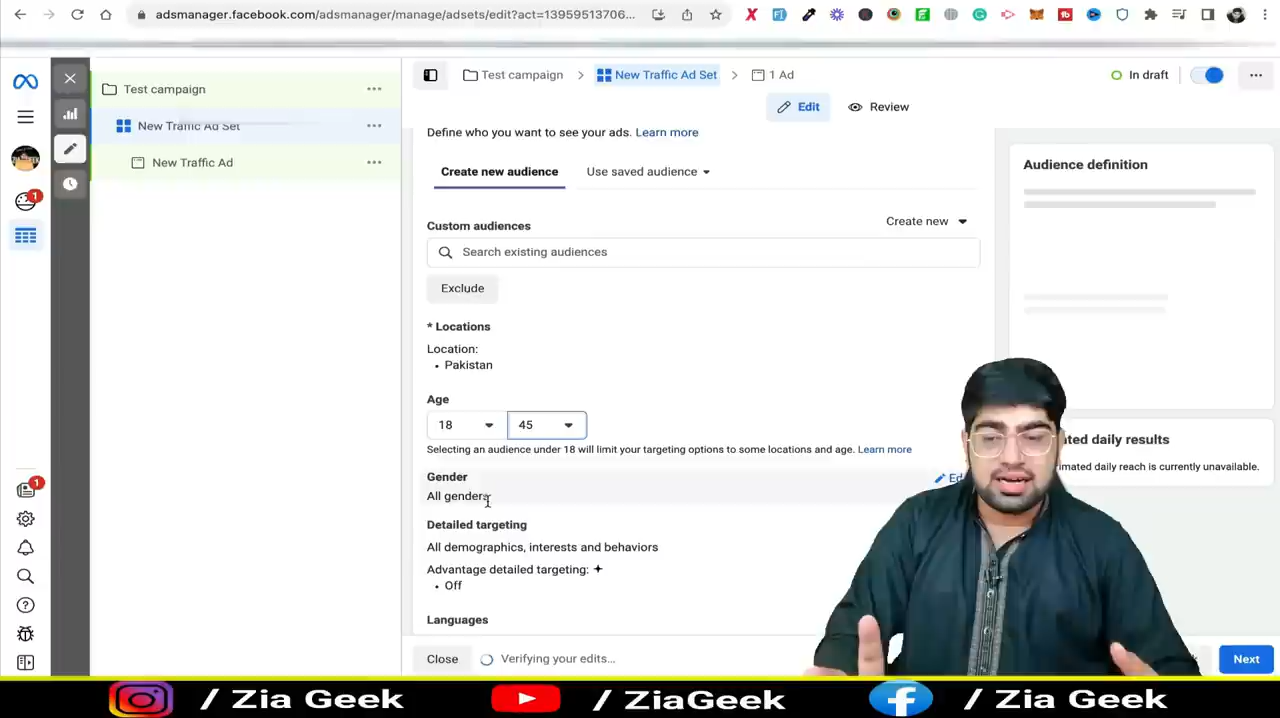 adsmanager.facebook.com/adsmanager/manage/adsets/edit?act=13959513706...
Test campaign
New Traffic Ad Set
1 Ad
In draft
Edit
Review
Test campaign
New Traffic Ad Set
New Traffic Ad
Define who you want to see your ads. Learn more
Create new audience
Use saved audience
Audience definition
Custom audiences
Create new
Search existing audiences
Exclude
* Locations
Location:
• Pakistan
Age
18
45
Selecting an audience under 18 will limit your targeting options to some locations and age. Learn more
Gender
All genders
Detailed targeting
All demographics, interests and behaviors
Advantage detailed targeting:
• Off
Languages
daily results
daily reach is currently unavailable.
1
1
Close
Verifying your edits...
Next
/ Zia Geek
/ ZiaGeek
/ Zia Geek